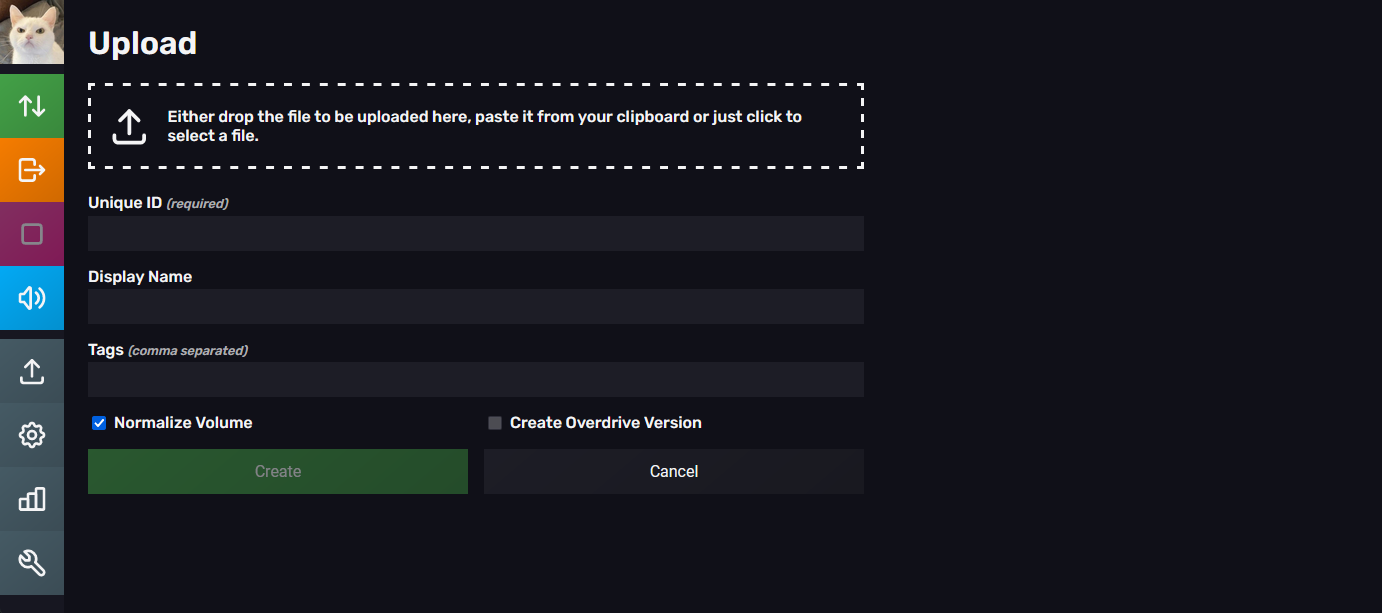 Upload
Either drop the file to be uploaded here, paste it from your clipboard or just click to
select a file.
Unique ID (required)
Display Name
Tags (comma separated)
Normalize Volume
Create Overdrive Version
Create
Cancel